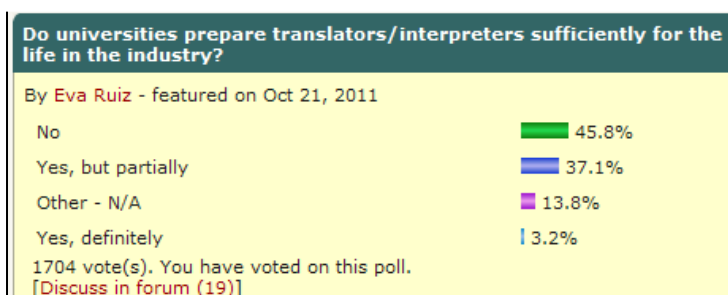 Do universities prepare translators/interpreters sufficiently for the
life in the industry?
By Eva Ruiz - featured on Oct 21, 2011
No 45.8%
Yes, but partially 37.1%
Other - N/A 13.8%
Yes, definitely 3.2%
1704 vote(s). You have voted on this poll.
[Discuss in forum (19)]